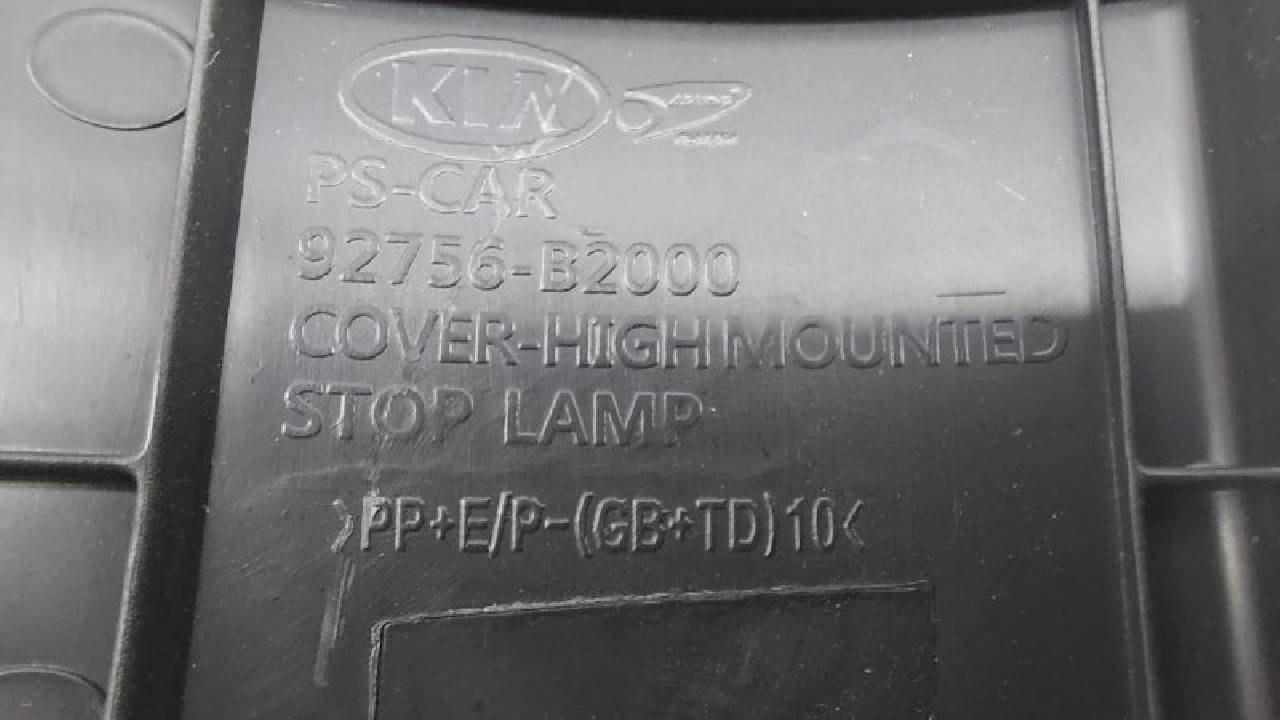 KIA
PS-CAR
92756-B2000
COVER-HIGH MOUNTED
STOP LAMP
>PP+E/P-(GB+TD)10<